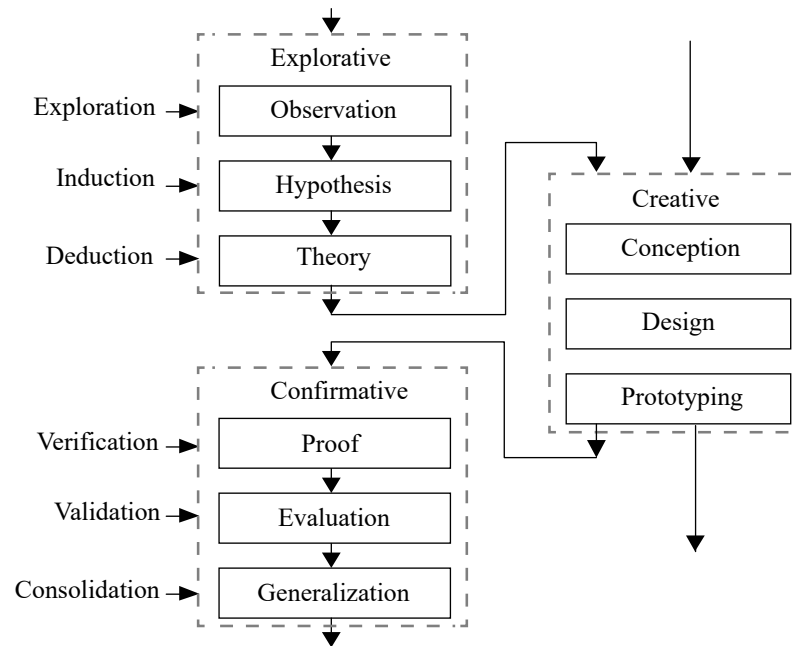 Explorative
Exploration
Observation
Induction
Hypothesis
Deduction
Theory
Creative
Conception
Design
Prototyping
Confirmative
Verification
Proof
Validation
Evaluation
Consolidation
Generalization